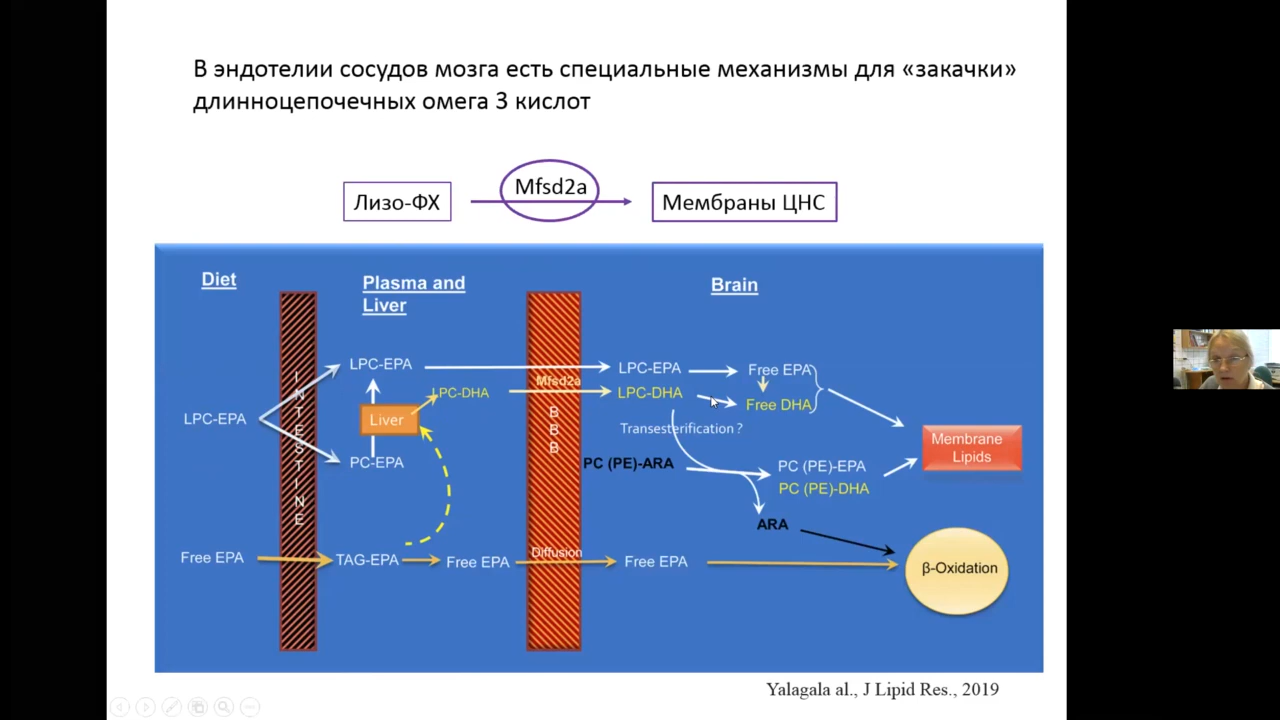 В эндотелии сосудов мозга есть специальные механизмы для «закачки»
длинноцепочечных омега 3 кислот
Лизо-ФХ
Mfsd2a
Мембраны ЦНС
Diet
Plasma and
Liver
Brain
INTESTINE
LPC-EPA
LPC-EPA
LPC-DHA
Liver
PC-EPA
Mfsd2a
BBB
LPC-EPA
LPC-DHA
Free EPA
Free DHA
Transesterification ?
PC (PE)-ARA
PC (PE)-EPA
PC (PE)-DHA
ARA
Membrane
Lipids
Free EPA
TAG-EPA
Free EPA
Diffusion
Free EPA
β-Oxidation
Yalagala al., J Lipid Res., 2019